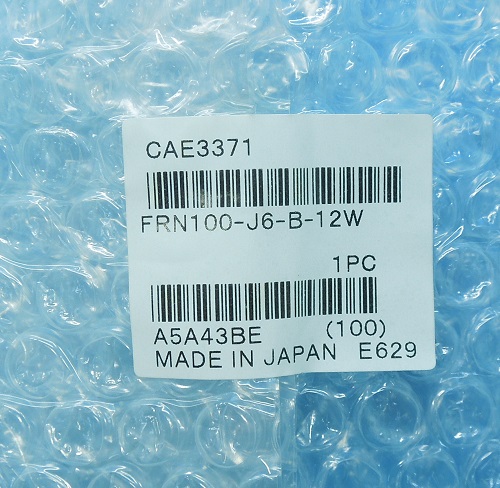 CAE3371
FRN100-J6-B-12W
1PC
A5A43BE (100)
MADE IN JAPAN E629